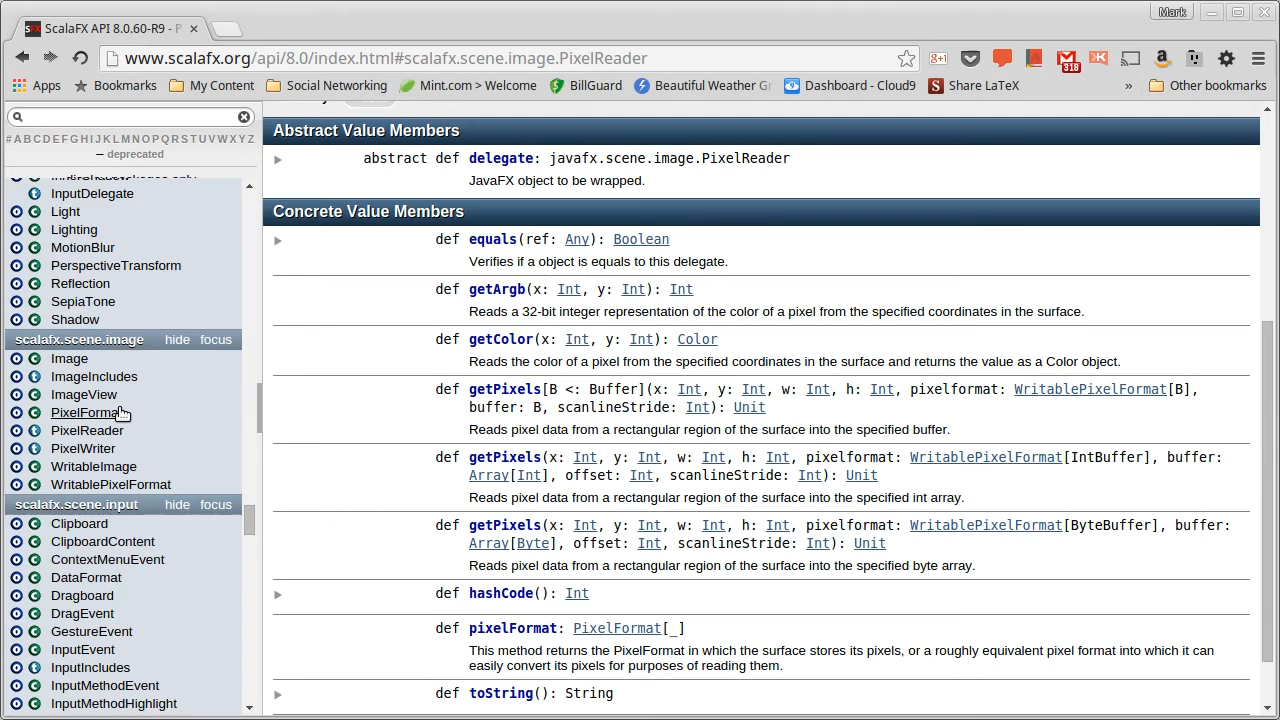 Mark
ScalaFX API 8.0.60-R9 - P
www.scalafx.org/api/8.0/index.html#scalafx.scene.image.PixelReader
318
Apps
Bookmarks
My Content
Social Networking
Mint.com > Welcome
BillGuard
Beautiful Weather Gr
Dashboard - Cloud9
Share LaTeX
»
Other bookmarks
#ABCDEFGHIJKLMNOPQRSTUVWXYZ
– deprecated
InputDelegate
Light
Lighting
MotionBlur
PerspectiveTransform
Reflection
SepiaTone
Shadow
scalafx.scene.image hide focus
Image
ImageIncludes
ImageView
PixelFormat
PixelReader
PixelWriter
WritableImage
WritablePixelFormat
scalafx.scene.input hide focus
Clipboard
ClipboardContent
ContextMenuEvent
DataFormat
Dragboard
DragEvent
GestureEvent
InputEvent
InputIncludes
InputMethodEvent
InputMethodHighlight
Abstract Value Members
abstract def delegate: javafx.scene.image.PixelReader
JavaFX object to be wrapped.
Concrete Value Members
def equals(ref: Any): Boolean
Verifies if a object is equals to this delegate.
def getArgb(x: Int, y: Int): Int
Reads a 32-bit integer representation of the color of a pixel from the specified coordinates in the surface.
def getColor(x: Int, y: Int): Color
Reads the color of a pixel from the specified coordinates in the surface and returns the value as a Color object.
def getPixels[B <: Buffer](x: Int, y: Int, w: Int, h: Int, pixelformat: WritablePixelFormat[B],
buffer: B, scanlineStride: Int): Unit
Reads pixel data from a rectangular region of the surface into the specified buffer.
def getPixels(x: Int, y: Int, w: Int, h: Int, pixelformat: WritablePixelFormat[IntBuffer], buffer:
Array[Int], offset: Int, scanlineStride: Int): Unit
Reads pixel data from a rectangular region of the surface into the specified int array.
def getPixels(x: Int, y: Int, w: Int, h: Int, pixelformat: WritablePixelFormat[ByteBuffer], buffer:
Array[Byte], offset: Int, scanlineStride: Int): Unit
Reads pixel data from a rectangular region of the surface into the specified byte array.
def hashCode(): Int
def pixelFormat: PixelFormat[_]
This method returns the PixelFormat in which the surface stores its pixels, or a roughly equivalent pixel format into which it can
easily convert its pixels for purposes of reading them.
def toString(): String